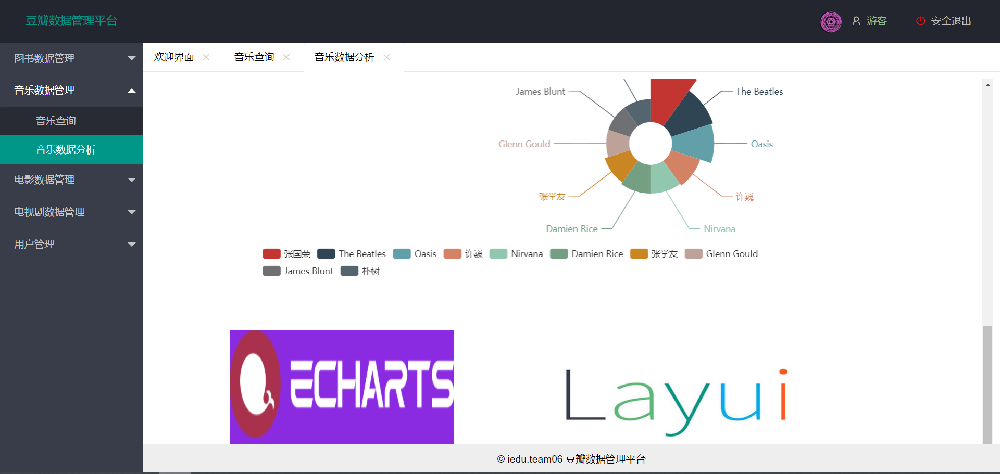 豆瓣数据管理平台
游客
安全退出
图书数据管理
音乐数据管理
音乐查询
音乐数据分析
电影数据管理
电视剧数据管理
用户管理
欢迎界面
音乐查询
音乐数据分析
James Blunt
The Beatles
Glenn Gould
Oasis
张学友
许巍
Damien Rice
Nirvana
张国荣 The Beatles Oasis 许巍 Nirvana Damien Rice 张学友 Glenn Gould
James Blunt 朴树
ECHARTS
Layui
© iedu.team06 豆瓣数据管理平台